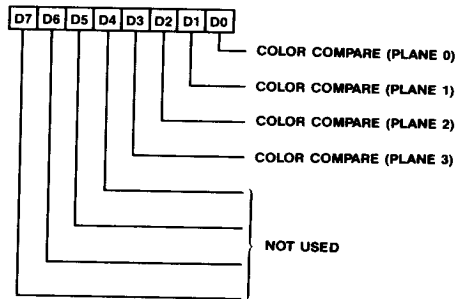 D7 D6 D5 D4 D3 D2 D1 D0
COLOR COMPARE (PLANE 0)
COLOR COMPARE (PLANE 1)
COLOR COMPARE (PLANE 2)
COLOR COMPARE (PLANE 3)
NOT USED